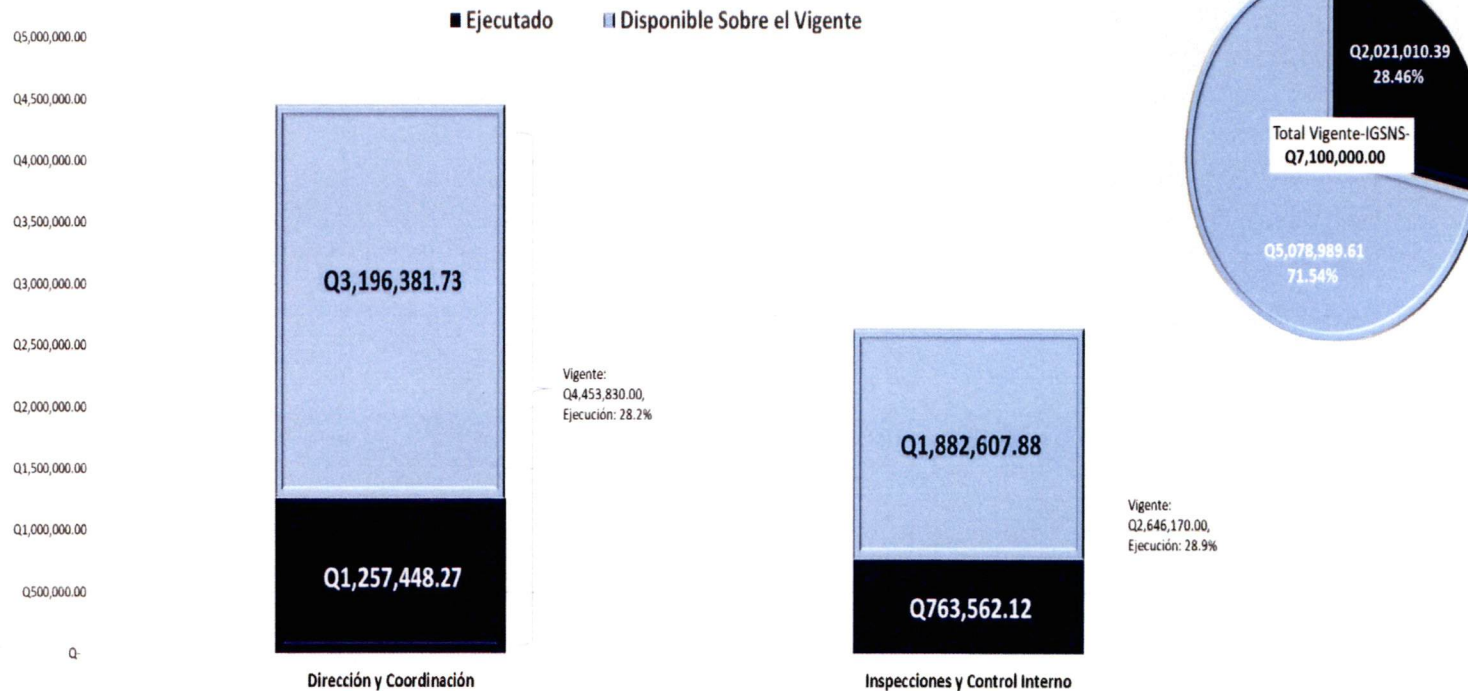 Ejecutado
Disponible Sobre el Vigente
Q5,000,000.00
Q4,500,000.00
Q4,000,000.00
Q3,500,000.00
Q3,000,000.00
Q2,500,000.00
Q2,000,000.00
Q1,500,000.00
Q1,000,000.00
Q500,000.00
Q-
Q3,196,381.73
Q1,257,448.27
Vigente:
Q4,453,830.00,
Ejecución: 28.2%
Dirección y Coordinación
Q1,882,607.88
Q763,562.12
Vigente:
Q2,646,170.00,
Ejecución: 28.9%
Inspecciones y Control Interno
Q2,021,010.39
28.46%
Total Vigente-IGSNS-
Q7,100,000.00
Q5,078,989.61
71.54%